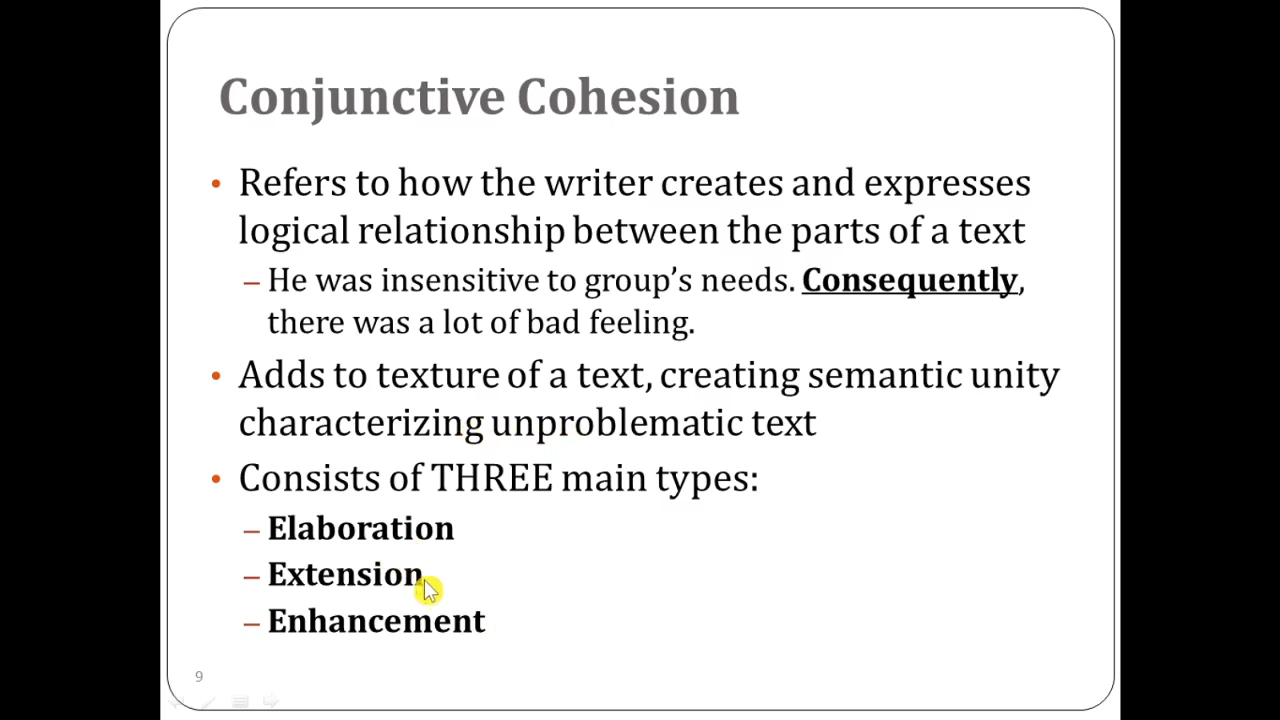 Conjunctive Cohesion
• Refers to how the writer creates and expresses
logical relationship between the parts of a text
– He was insensitive to group's needs. Consequently,
there was a lot of bad feeling.
• Adds to texture of a text, creating semantic unity
characterizing unproblematic text
• Consists of THREE main types:
– Elaboration
– Extension
– Enhancement
9